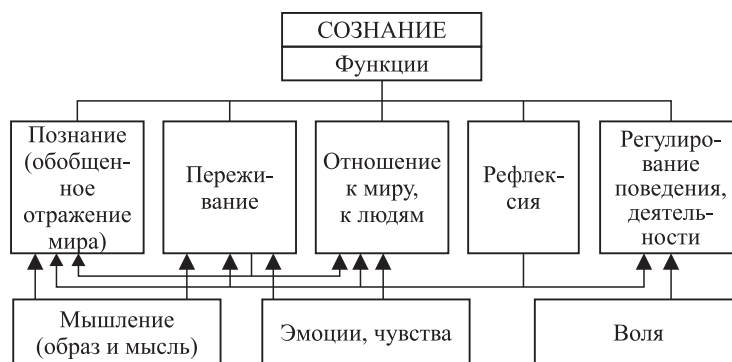 СОЗНАНИЕ
Функции
Познание
(обобщен-
ное
отражение
мира)
Пережи-
вание
Отношение
к миру,
к людям
Рефлек-
сия
Регулиро-
вание
поведения,
деятель-
ности
Мышление
(образ и мысль)
Эмоции, чувства
Воля